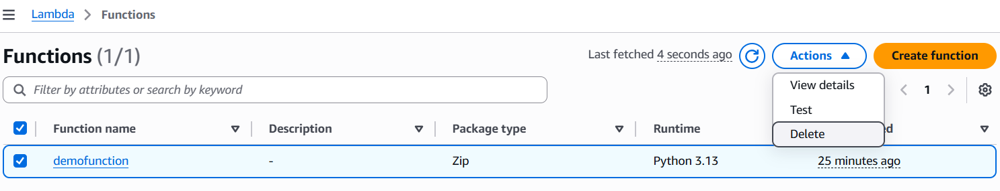 Lambda > Functions
Functions (1/1)
Last fetched 4 seconds ago
Actions
Create function
Filter by attributes or search by keyword
View details
Test
Delete
1
Function name
Description
Package type
Runtime
demofunction
-
Zip
Python 3.13
25 minutes ago